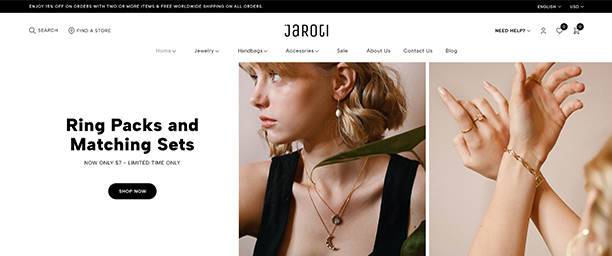 ENJOY 15% OFF ON ORDERS WITH TWO OR MORE ITEMS & FREE WORLDWIDE SHIPPING ON ALL ORDERS.
ENGLISH USD
SEARCH FIND A STORE JAROTI NEED HELP? 0 0
Home Jewelry Handbags Accessories Sale About Us Contact Us Blog
Ring Packs and
Matching Sets
NOW ONLY $7 – LIMITED TIME ONLY
SHOP NOW